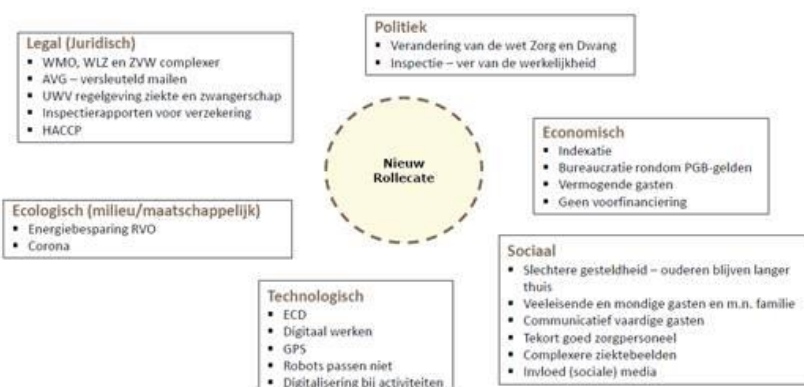 Politiek
▪ Verandering van de wet Zorg en Dwang
▪ Inspectie – ver van de werkelijkheid
Legal (Juridisch)
▪ WMO, WLZ en ZVW complexer
▪ AVG – versleuteld mailen
▪ UWV regelgeving ziekte en zwangerschap
▪ Inspectierapporten voor verzekering
▪ HACCP
Nieuw
Rollecate
Economisch
▪ Indexatie
▪ Bureaucratie rondom PGB-gelden
▪ Vermogende gasten
▪ Geen voorfinanciering
Ecologisch (milieu/maatschappelijk)
▪ Energiebesparing RVO
▪ Corona
Sociaal
▪ Slechtere gesteldheid – ouderen blijven langer
thuis
▪ Veeleisende en mondige gasten en m.n. familie
▪ Communicatief vaardige gasten
▪ Tekort goed zorgpersoneel
▪ Complexere ziektebeelden
▪ Invloed (sociale) media
Technologisch
▪ ECD
▪ Digitaal werken
▪ GPS
▪ Robots passen niet
▪ Digitalisering bij activiteiten